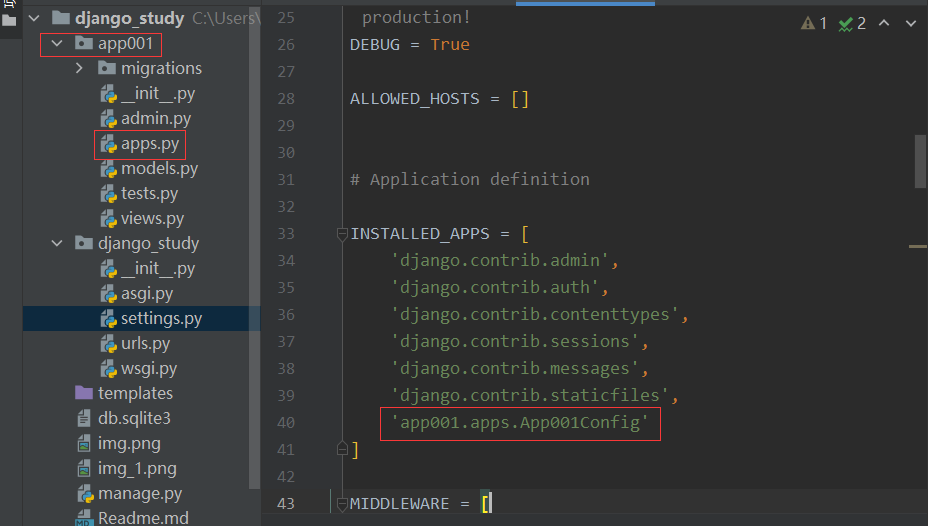 django_study C:\Users\
app001
migrations
__init__.py
admin.py
apps.py
models.py
tests.py
views.py
django_study
__init__.py
asgi.py
settings.py
urls.py
wsgi.py
templates
db.sqlite3
img.png
img_1.png
manage.py
Readme.md
25 production!
26 DEBUG = True
27
28 ALLOWED_HOSTS = []
29
30
31 # Application definition
32
33 INSTALLED_APPS = [
34 'django.contrib.admin',
35 'django.contrib.auth',
36 'django.contrib.contenttypes',
37 'django.contrib.sessions',
38 'django.contrib.messages',
39 'django.contrib.staticfiles',
40 'app001.apps.App001Config'
41 ]
42
43 MIDDLEWARE = [
1 2